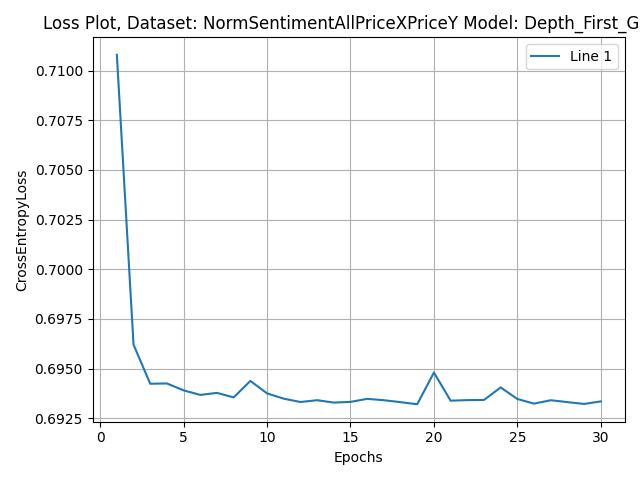 Loss Plot, Dataset: NormSentimentAllPriceXPriceY Model: Depth_First_G
Line 1
0.7100
0.7075
0.7050
0.7025
0.7000
0.6975
0.6950
0.6925
CrossEntropyLoss
0 5 10 15 20 25 30
Epochs